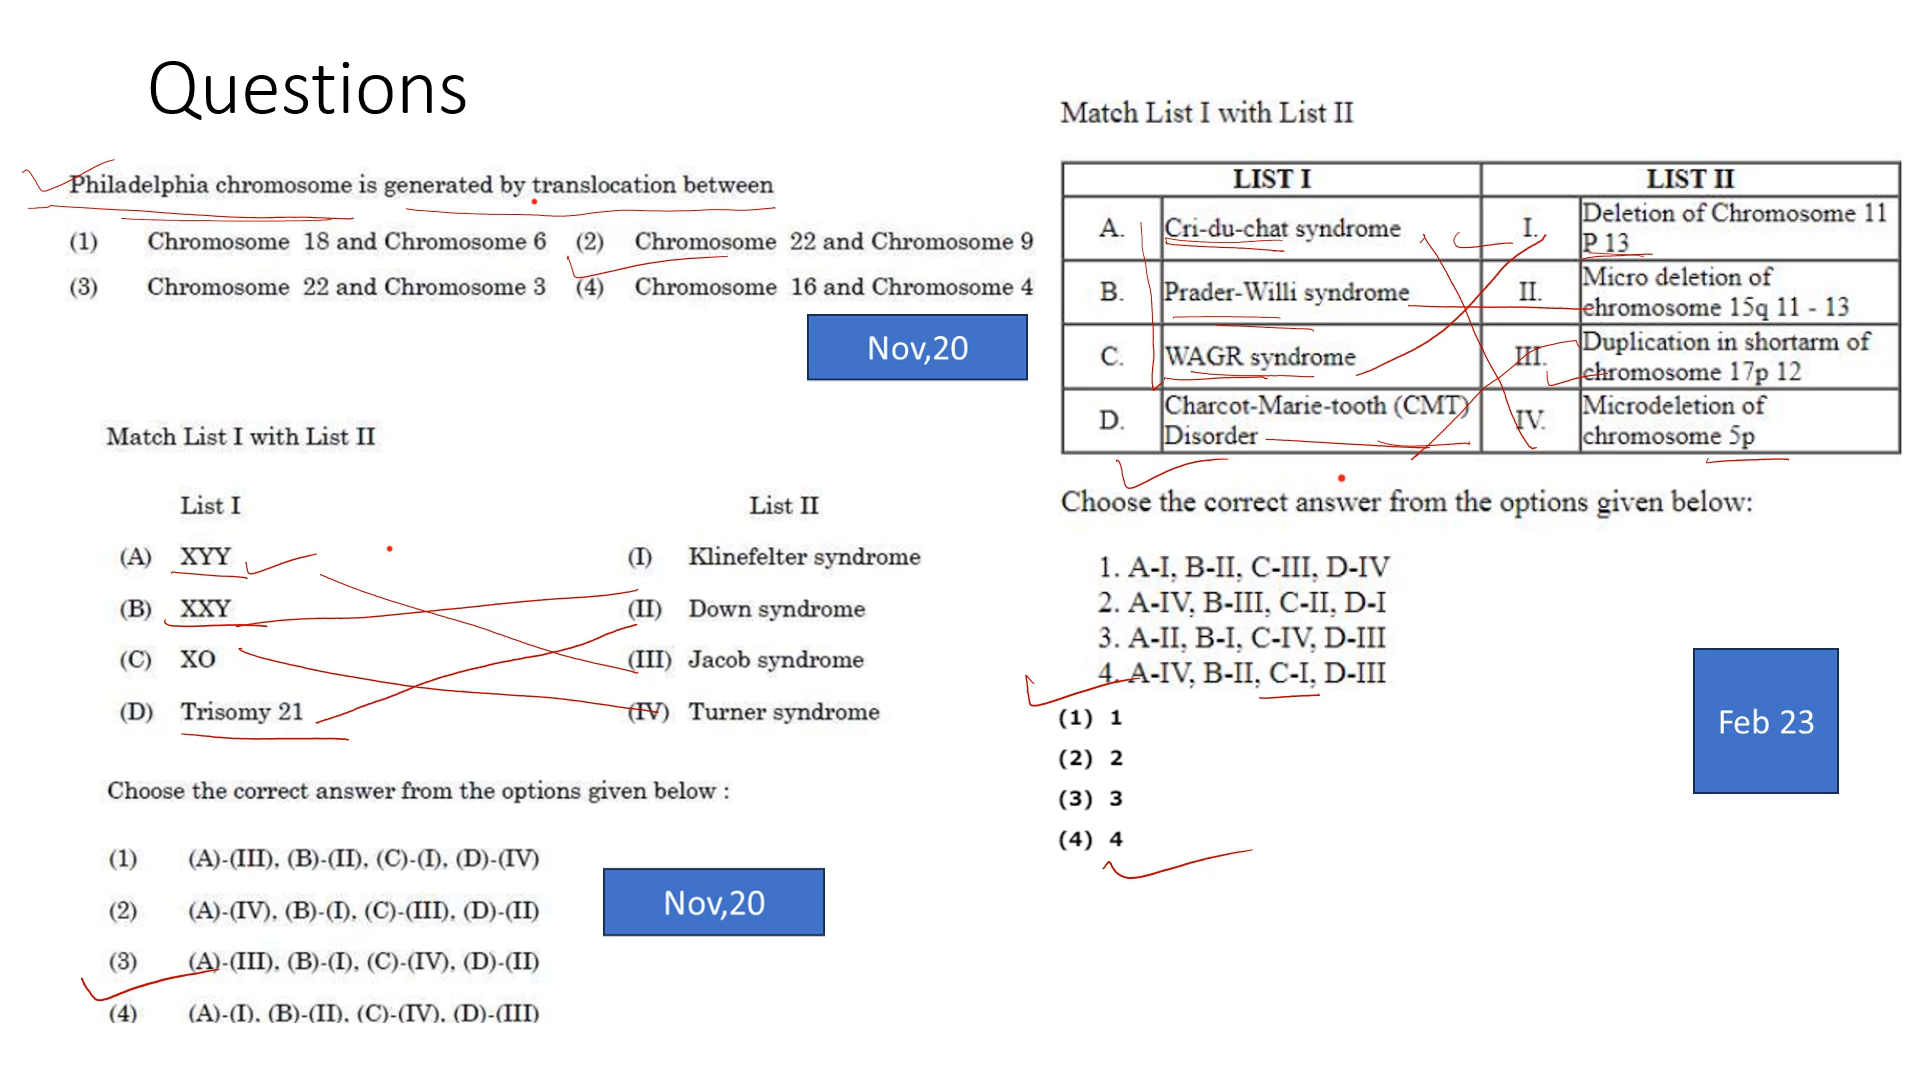 Questions
Philadelphia chromosome is generated by translocation between
(1) Chromosome 18 and Chromosome 6 (2) Chromosome 22 and Chromosome 9
(3) Chromosome 22 and Chromosome 3 (4) Chromosome 16 and Chromosome 4
Nov,20
Match List I with List II
List I List II
(A) XYY (I) Klinefelter syndrome
(B) XXY (II) Down syndrome
(C) XO (III) Jacob syndrome
(D) Trisomy 21 (IV) Turner syndrome
Choose the correct answer from the options given below :
(1) (A)-(III), (B)-(II), (C)-(I), (D)-(IV)
(2) (A)-(IV), (B)-(I), (C)-(III), (D)-(II)
(3) (A)-(III), (B)-(I), (C)-(IV), (D)-(II)
(4) (A)-(I), (B)-(II), (C)-(IV), (D)-(III)
Nov,20
Match List I with List II
LIST I LIST II
A. Cri-du-chat syndrome I. Deletion of Chromosome 11
P 13
B. Prader-Willi syndrome II. Micro deletion of
chromosome 15q 11 - 13
C. WAGR syndrome III. Duplication in shortarm of
chromosome 17p 12
D. Charcot-Marie-tooth (CMT)
Disorder IV. Microdeletion of
chromosome 5p
Choose the correct answer from the options given below:
1. A-I, B-II, C-III, D-IV
2. A-IV, B-III, C-II, D-I
3. A-II, B-I, C-IV, D-III
4. A-IV, B-II, C-I, D-III
(1) 1
(2) 2
(3) 3
(4) 4
Feb 23